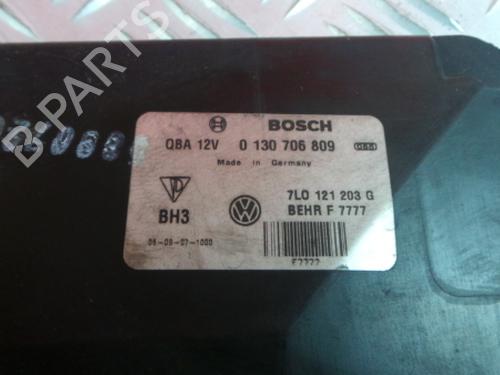 B-PARTS
BOSCH
QBA 12V 0 130 706 809
Made in Germany
7L0 121 203 G
BH3
BEHR F 7777
06-09-07-1000
F7777